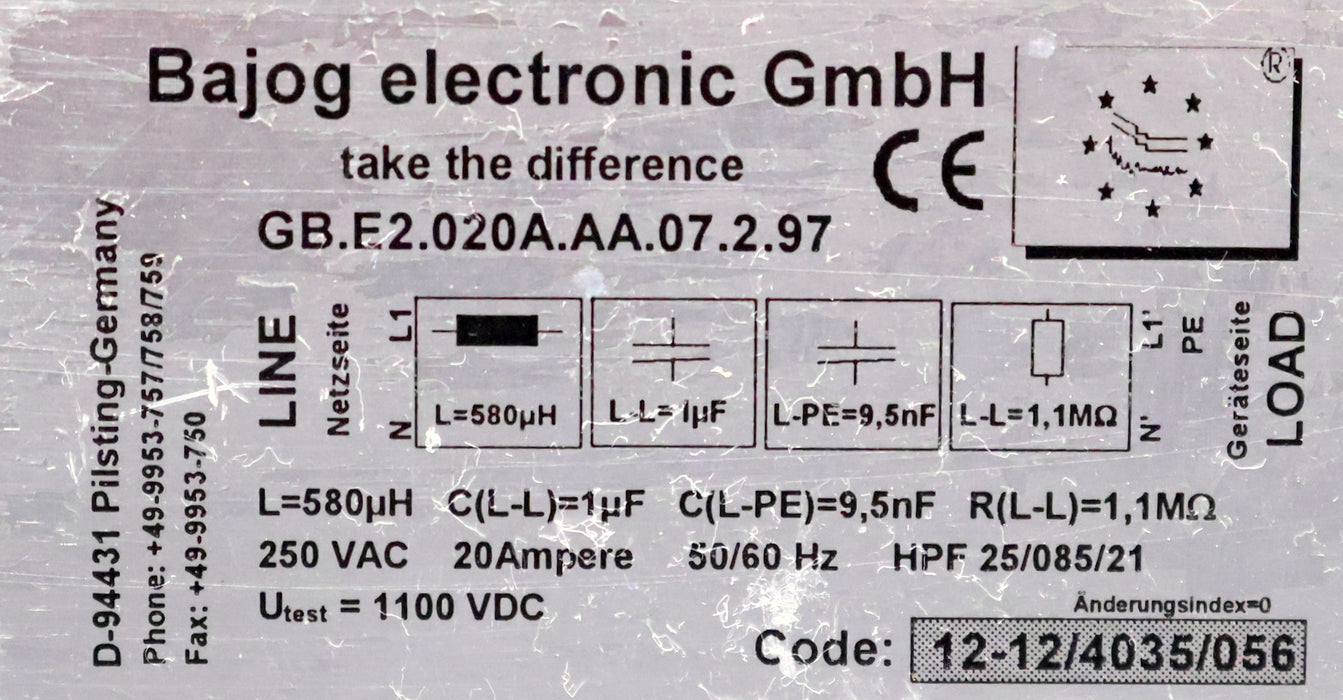 Bajog electronic GmbH
®
take the difference
CE
GB.E2.020A.AA.07.2.97
D-94431 Pilsting-Germany
Phone: +49-9953-757/758/759
Fax: +49-9953-750
LINE
Netzseite
N L1
L=580µH
L-L=1µF
L-PE=9,5nF
L-L=1,1MΩ
N' L1'
PE
Geräteseite
LOAD
L=580µH C(L-L)=1µF C(L-PE)=9,5nF R(L-L)=1,1MΩ
250 VAC 20Ampere 50/60 Hz HPF 25/085/21
Utest = 1100 VDC
Änderungsindex=0
Code: 12-12/4035/056